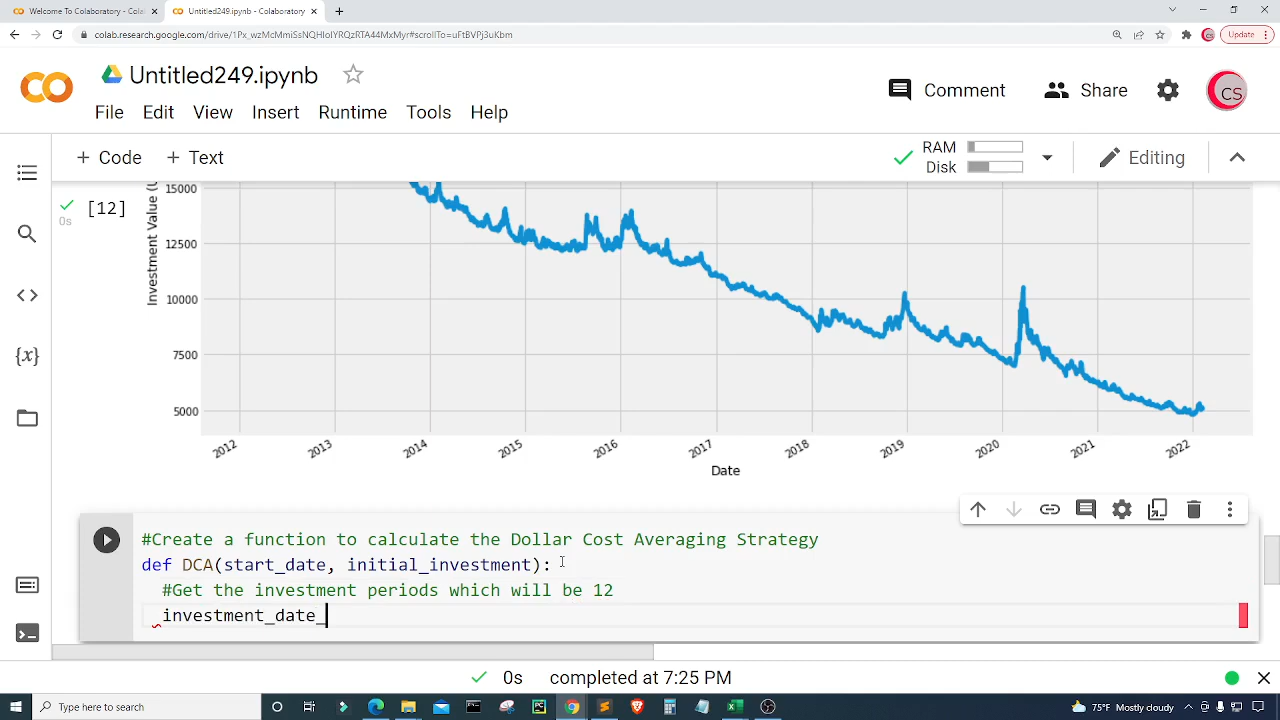 Welcome To Colaboratory - Colal
Untitled249.ipynb - Colaboratory
colab.research.google.com/drive/1Px_wzMcMmiSsNQHIoIYRQzRTA44MxMyr#scrollTo=uFtBVPj3uKbm
Update
Untitled249.ipynb
File Edit View Insert Runtime Tools Help
Comment
Share
CS
+ Code + Text
RAM
Disk
Editing
[12]
0s
15000
12500
10000
7500
5000
Investment Value (U
2012 2013 2014 2015 2016 2017 2018 2019 2020 2021 2022
Date
#Create a function to calculate the Dollar Cost Averaging Strategy
def DCA(start_date, initial_investment):
#Get the investment periods which will be 12
investment_date_
0s completed at 7:25 PM
Type here to search
75°F Mostly cloudy